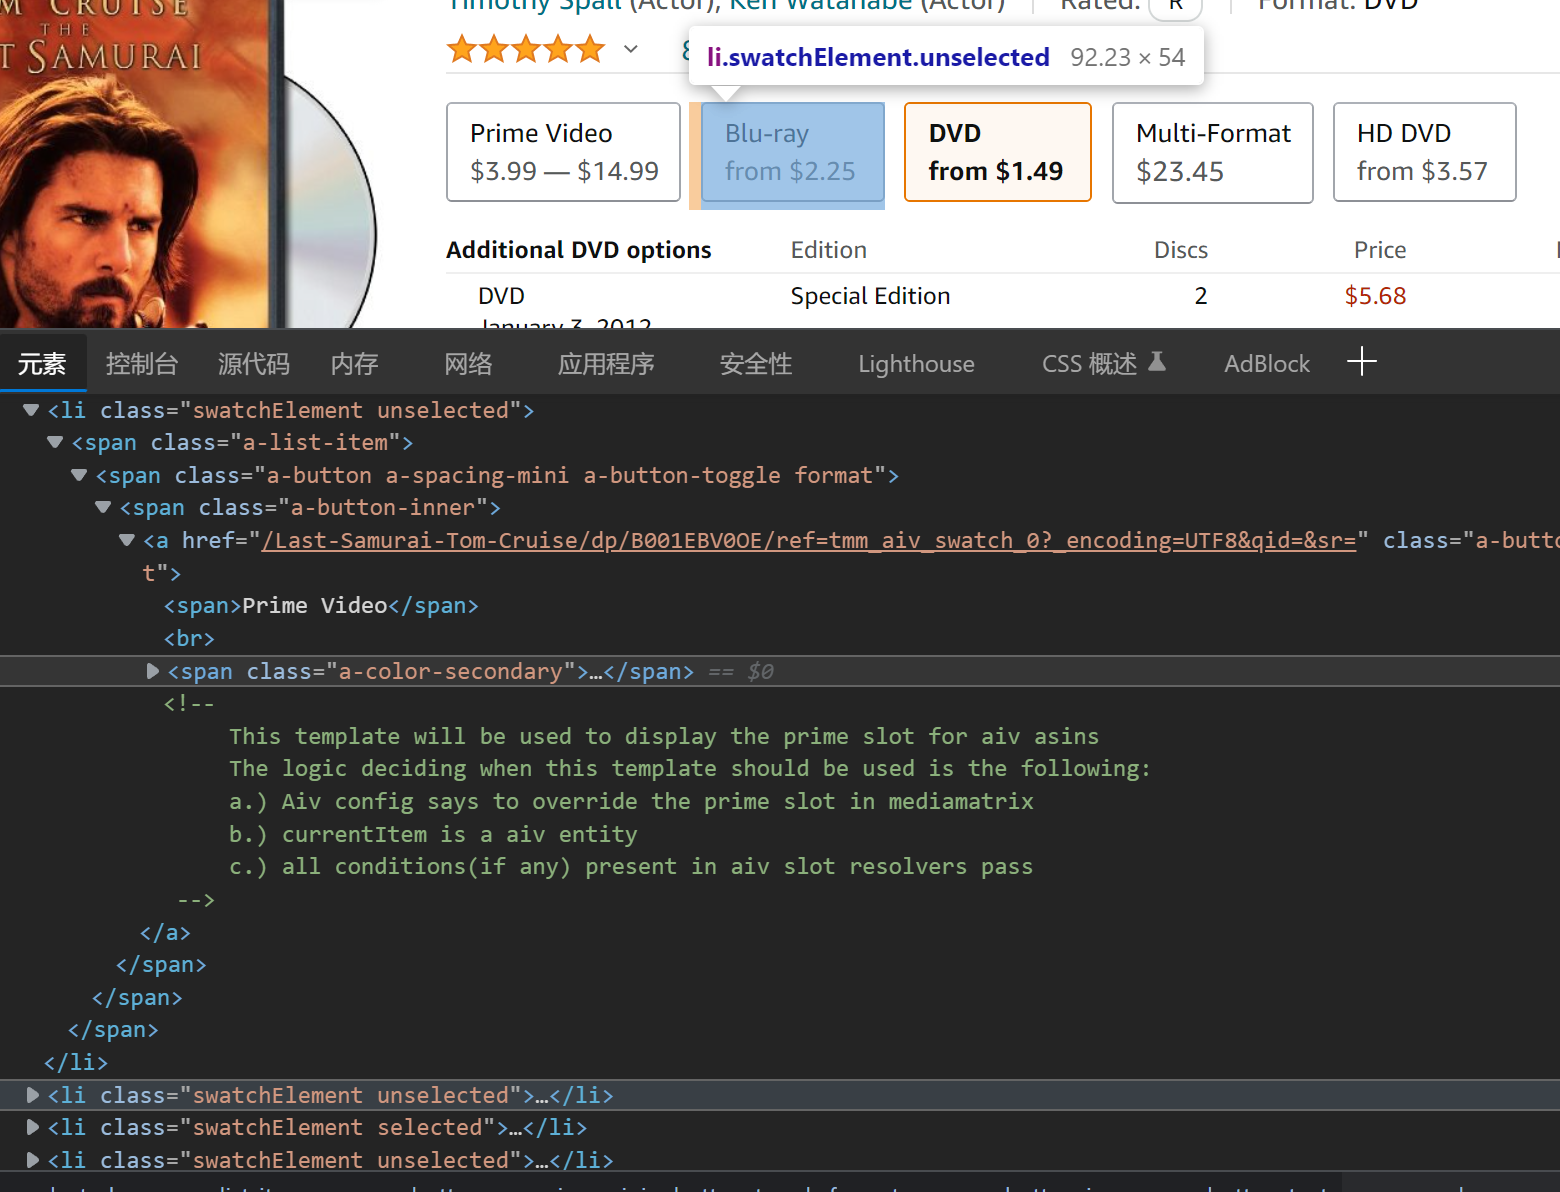 M CRUISE
THE
T SAMURAI
Timothy Spall (Actor), Ken Watanabe (Actor) Rated: R Format: DVD
8
li.swatchElement.unselected 92.23 × 54
Prime Video
$3.99 — $14.99
Blu-ray
from $2.25
DVD
from $1.49
Multi-Format
$23.45
HD DVD
from $3.57
Additional DVD options Edition Discs Price
DVD Special Edition 2 $5.68
January 3, 2012
元素 控制台 源代码 内存 网络 应用程序 安全性 Lighthouse CSS 概述 AdBlock +
<li class="swatchElement unselected">
<span class="a-list-item">
<span class="a-button a-spacing-mini a-button-toggle format">
<span class="a-button-inner">
<a href="/Last-Samurai-Tom-Cruise/dp/B001EBV0OE/ref=tmm_aiv_swatch_0?_encoding=UTF8&qid=&sr=" class="a-butto
t">
<span>Prime Video</span>
<br>
<span class="a-color-secondary">…</span> == $0
<!--
This template will be used to display the prime slot for aiv asins
The logic deciding when this template should be used is the following:
a.) Aiv config says to override the prime slot in mediamatrix
b.) currentItem is a aiv entity
c.) all conditions(if any) present in aiv slot resolvers pass
-->
</a>
</span>
</span>
</span>
</li>
<li class="swatchElement unselected">…</li>
<li class="swatchElement selected">…</li>
<li class="swatchElement unselected">…</li>